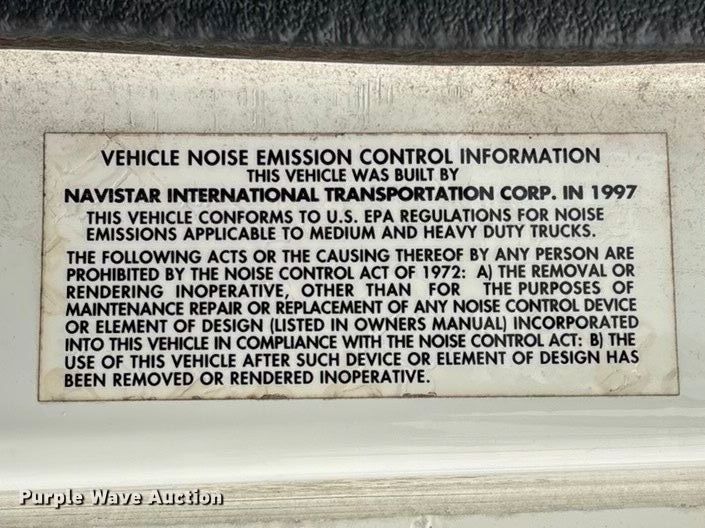 VEHICLE NOISE EMISSION CONTROL INFORMATION
THIS VEHICLE WAS BUILT BY
NAVISTAR INTERNATIONAL TRANSPORTATION CORP. IN 1997
THIS VEHICLE CONFORMS TO U.S. EPA REGULATIONS FOR NOISE
EMISSIONS APPLICABLE TO MEDIUM AND HEAVY DUTY TRUCKS.
THE FOLLOWING ACTS OR THE CAUSING THEREOF BY ANY PERSON ARE
PROHIBITED BY THE NOISE CONTROL ACT OF 1972: A) THE REMOVAL OR
RENDERING INOPERATIVE, OTHER THAN FOR THE PURPOSES OF
MAINTENANCE REPAIR OR REPLACEMENT OF ANY NOISE CONTROL DEVICE
OR ELEMENT OF DESIGN (LISTED IN OWNERS MANUAL) INCORPORATED
INTO THIS VEHICLE IN COMPLIANCE WITH THE NOISE CONTROL ACT: B) THE
USE OF THIS VEHICLE AFTER SUCH DEVICE OR ELEMENT OF DESIGN HAS
BEEN REMOVED OR RENDERED INOPERATIVE.
Purple Wave Auction